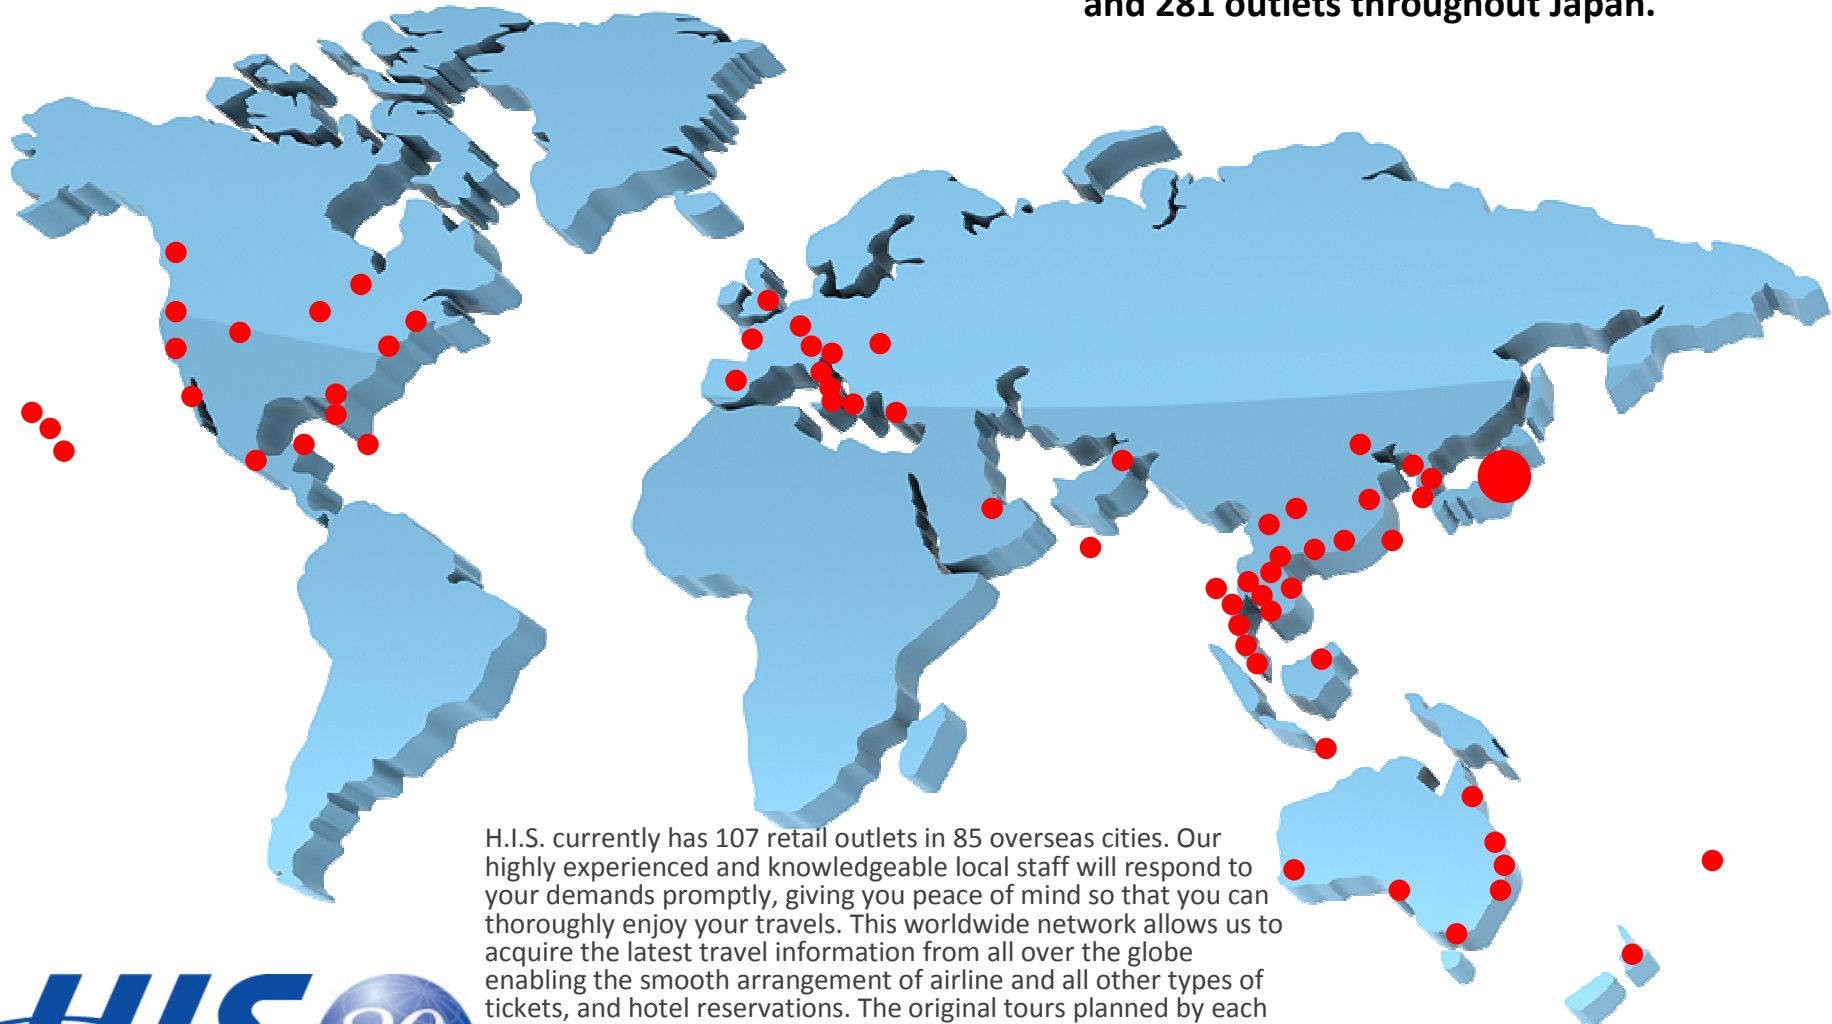 and 281 outlets throughout Japan.
H.I.S. currently has 107 retail outlets in 85 overseas cities. Our
highly experienced and knowledgeable local staff will respond to
your demands promptly, giving you peace of mind so that you can
thoroughly enjoy your travels. This worldwide network allows us to
acquire the latest travel information from all over the globe
enabling the smooth arrangement of airline and all other types of
tickets, and hotel reservations. The original tours planned by each
HIS